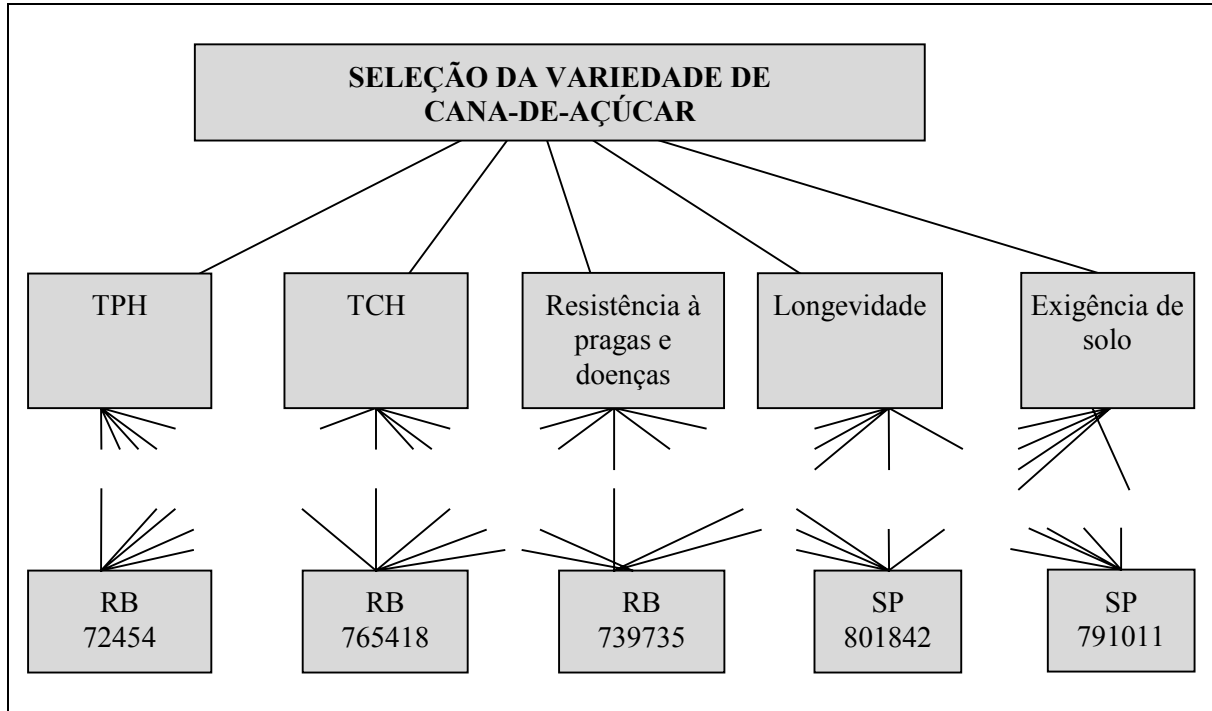 SELEÇÃO DA VARIEDADE DE
CANA-DE-AÇÚCAR
TPH
TCH
Resistência à
pragas e
doenças
Longevidade
Exigência de
solo
RB
72454
RB
765418
RB
739735
SP
801842
SP
791011